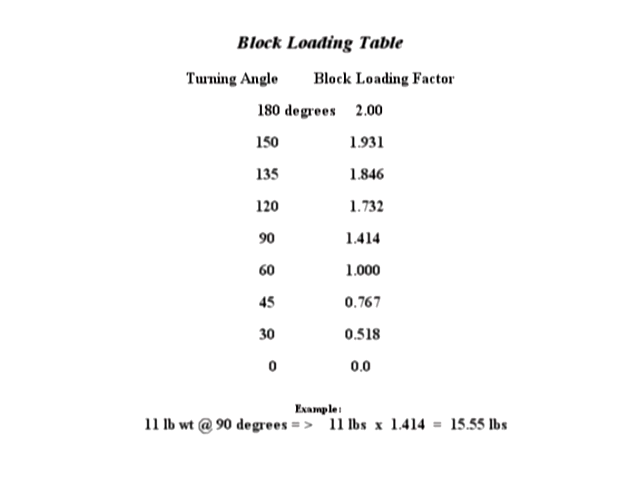 Block Loading Table
Turning Angle Block Loading Factor
180 degrees 2.00
150 1.931
135 1.846
120 1.732
90 1.414
60 1.000
45 0.767
30 0.518
0 0.0
Example:
11 lb wt @ 90 degrees = > 11 lbs x 1.414 = 15.55 lbs